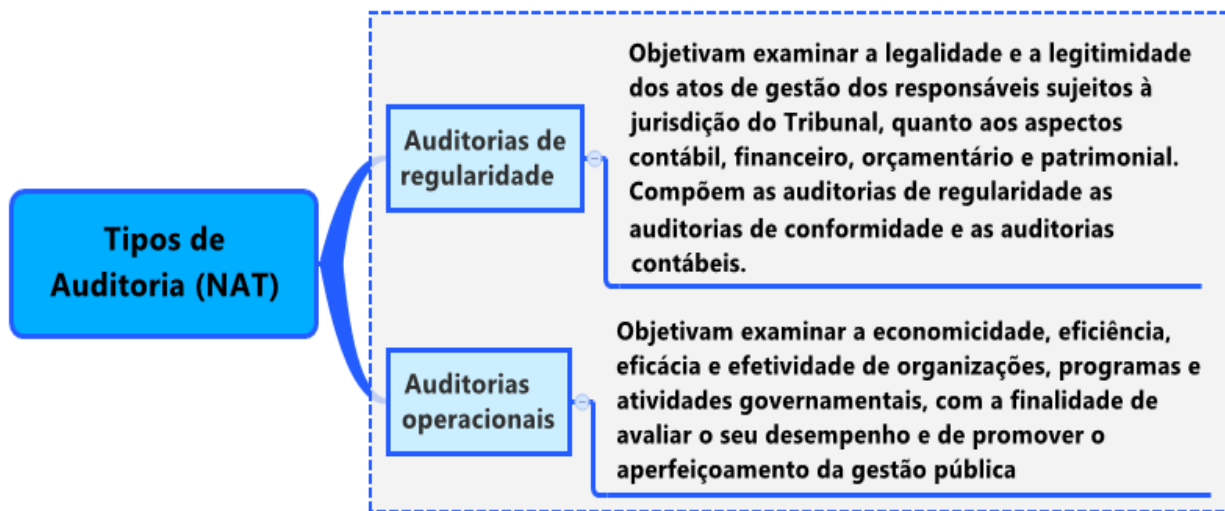 Tipos de
Auditoria (NAT)
Auditorias de
regularidade
Objetivam examinar a legalidade e a legitimidade
dos atos de gestão dos responsáveis sujeitos à
jurisdição do Tribunal, quanto aos aspectos
contábil, financeiro, orçamentário e patrimonial.
Compõem as auditorias de regularidade as
auditorias de conformidade e as auditorias
contábeis.
Auditorias
operacionais
Objetivam examinar a economicidade, eficiência,
eficácia e efetividade de organizações, programas e
atividades governamentais, com a finalidade de
avaliar o seu desempenho e de promover o
aperfeiçoamento da gestão pública